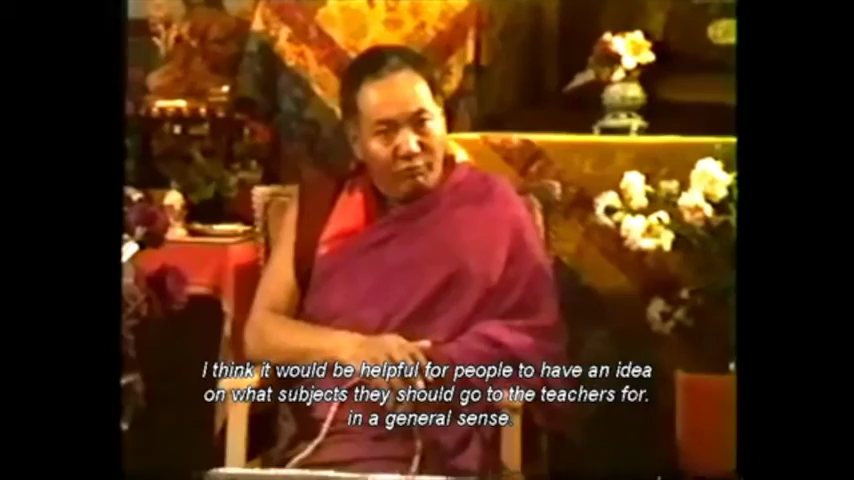 I think it would be helpful for people to have an idea
on what subjects they should go to the teachers for.
in a general sense.